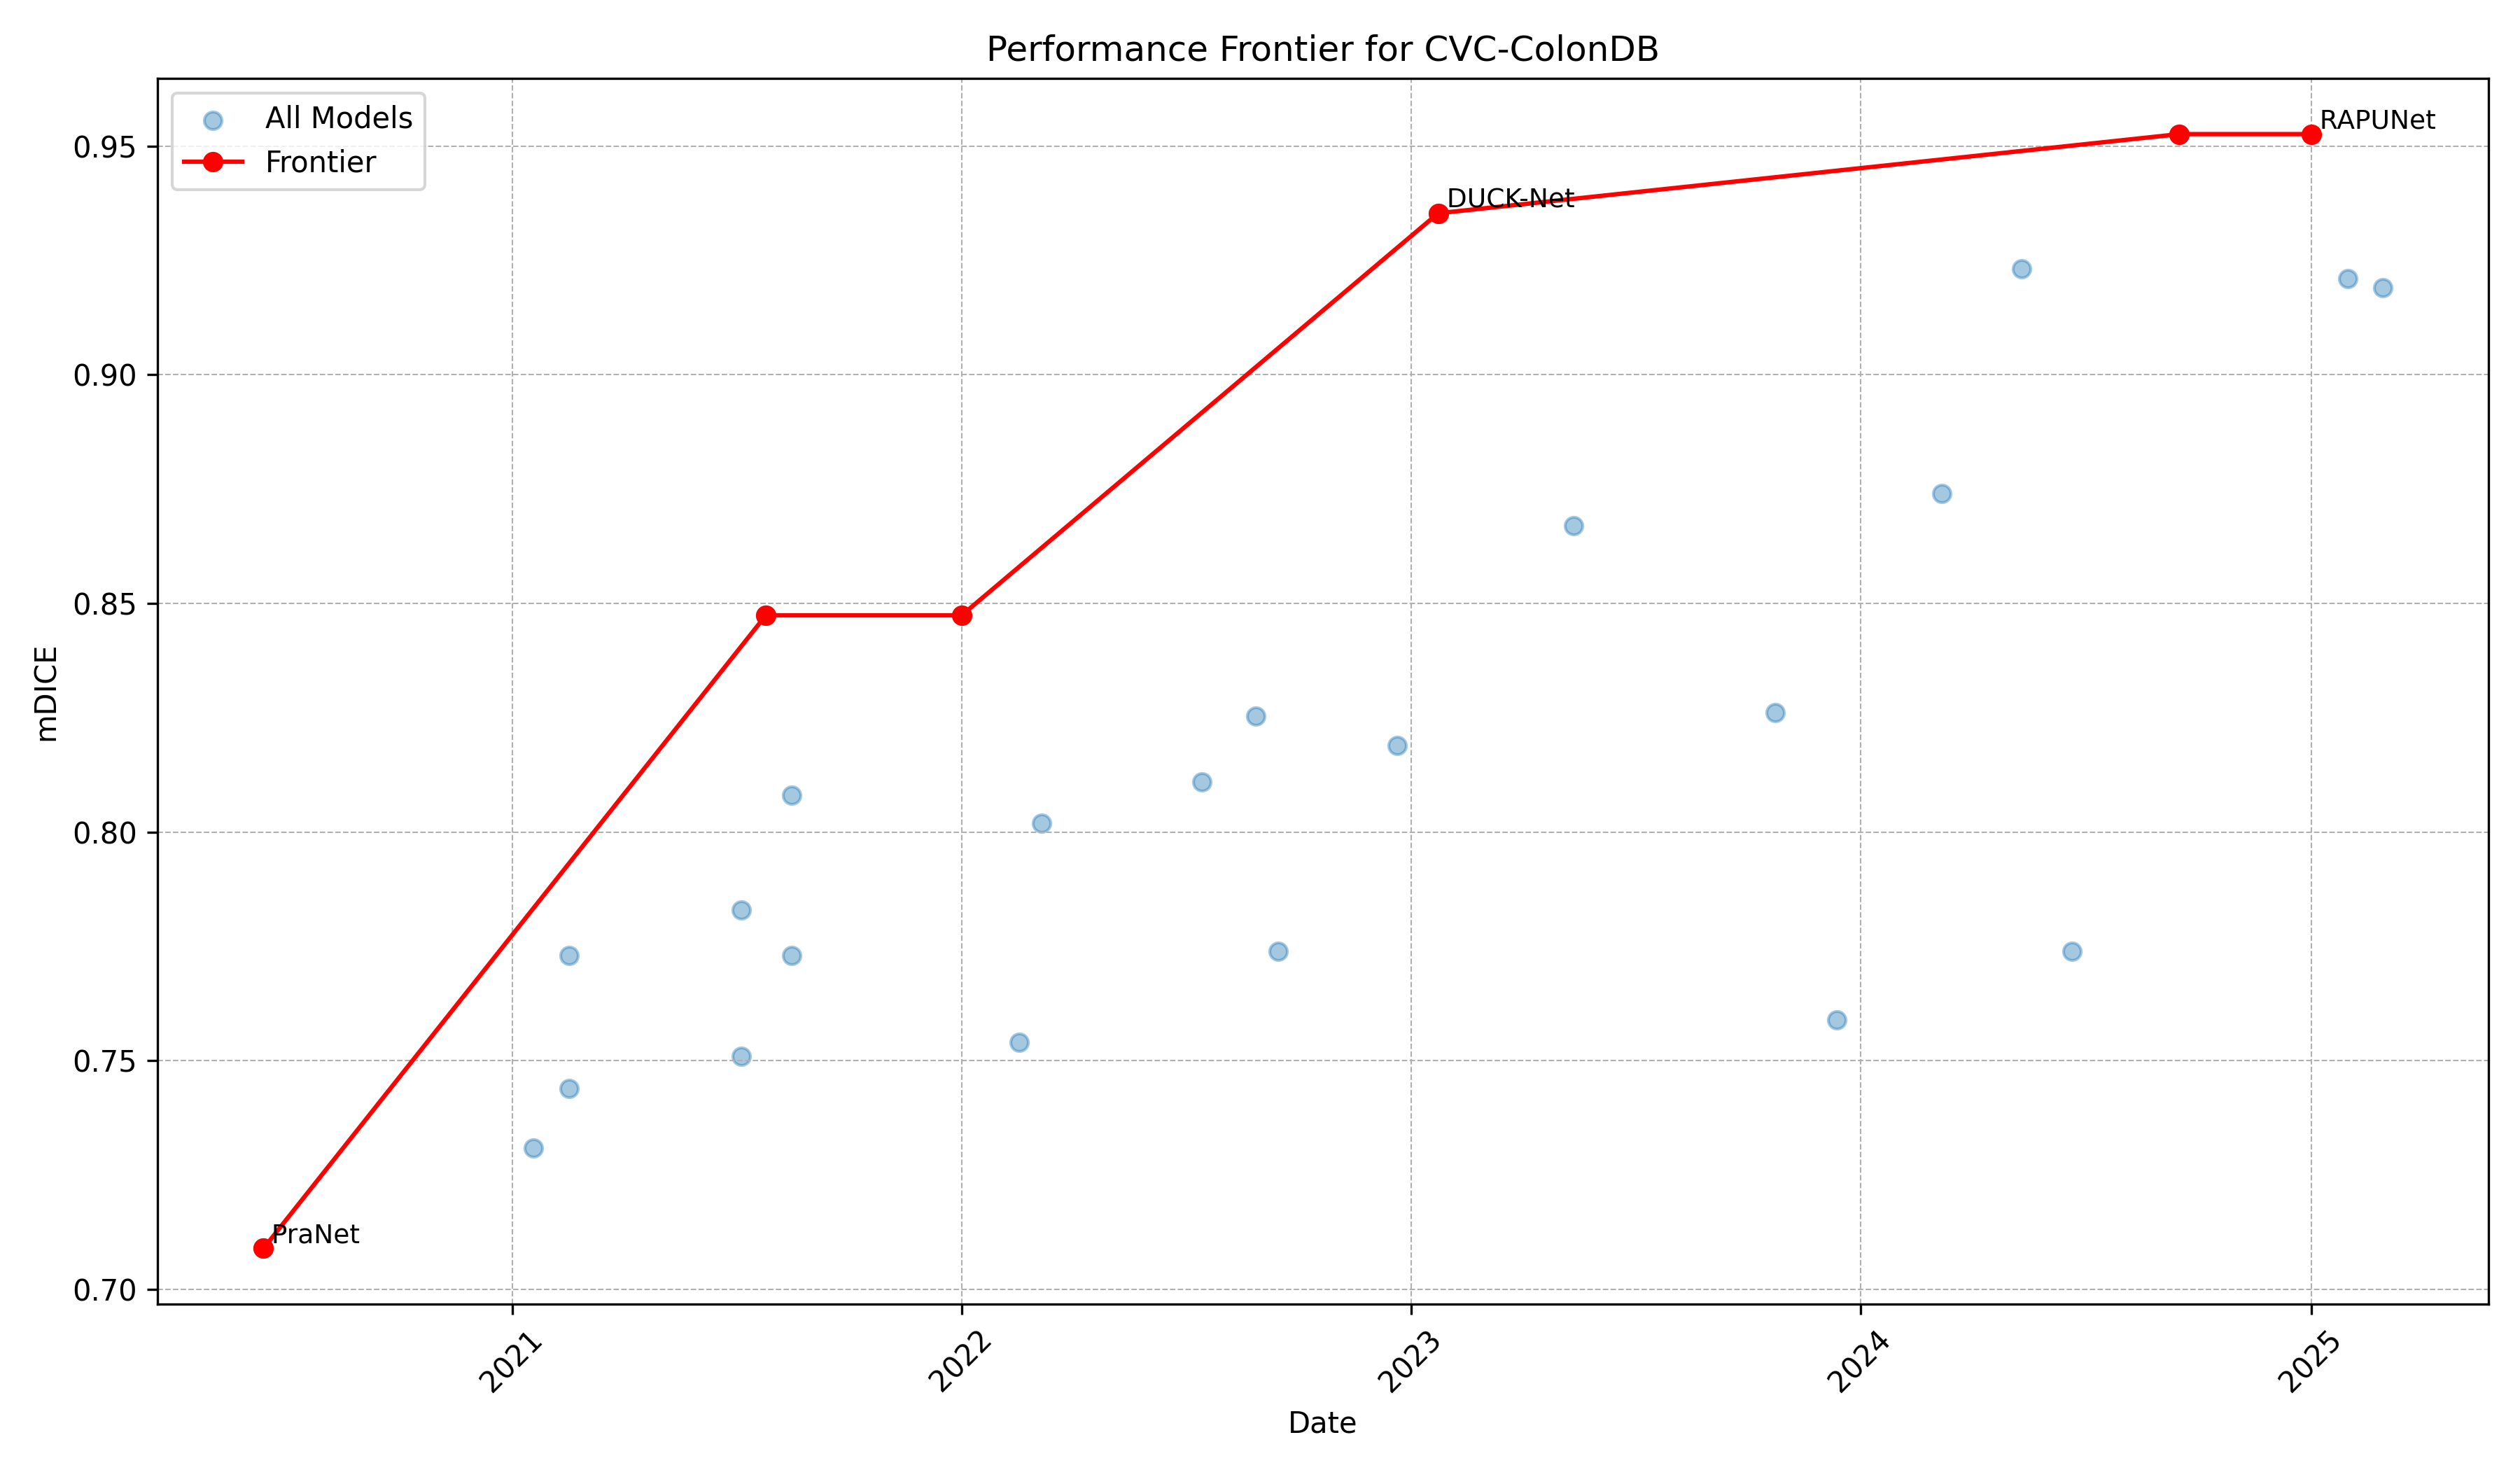 Performance Frontier for CVC-ColonDB
All Models
Frontier
RAPUNet
DUCK-Net
PraNet
0.95
0.90
0.85
0.80
0.75
0.70
mDICE
2021
2022
2023
2024
2025
Date